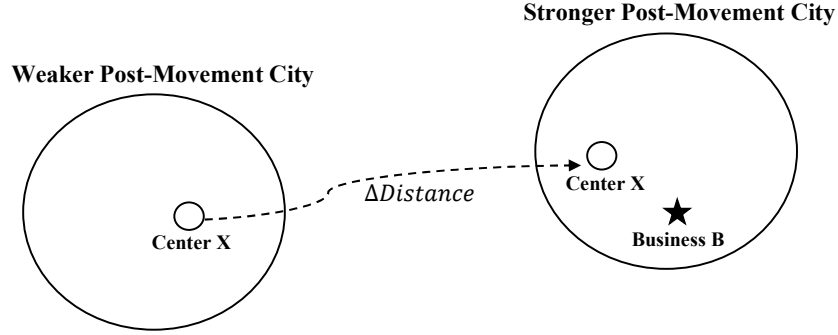 Stronger Post-Movement City
Weaker Post-Movement City
Center X
ΔDistance
Center X
Business B